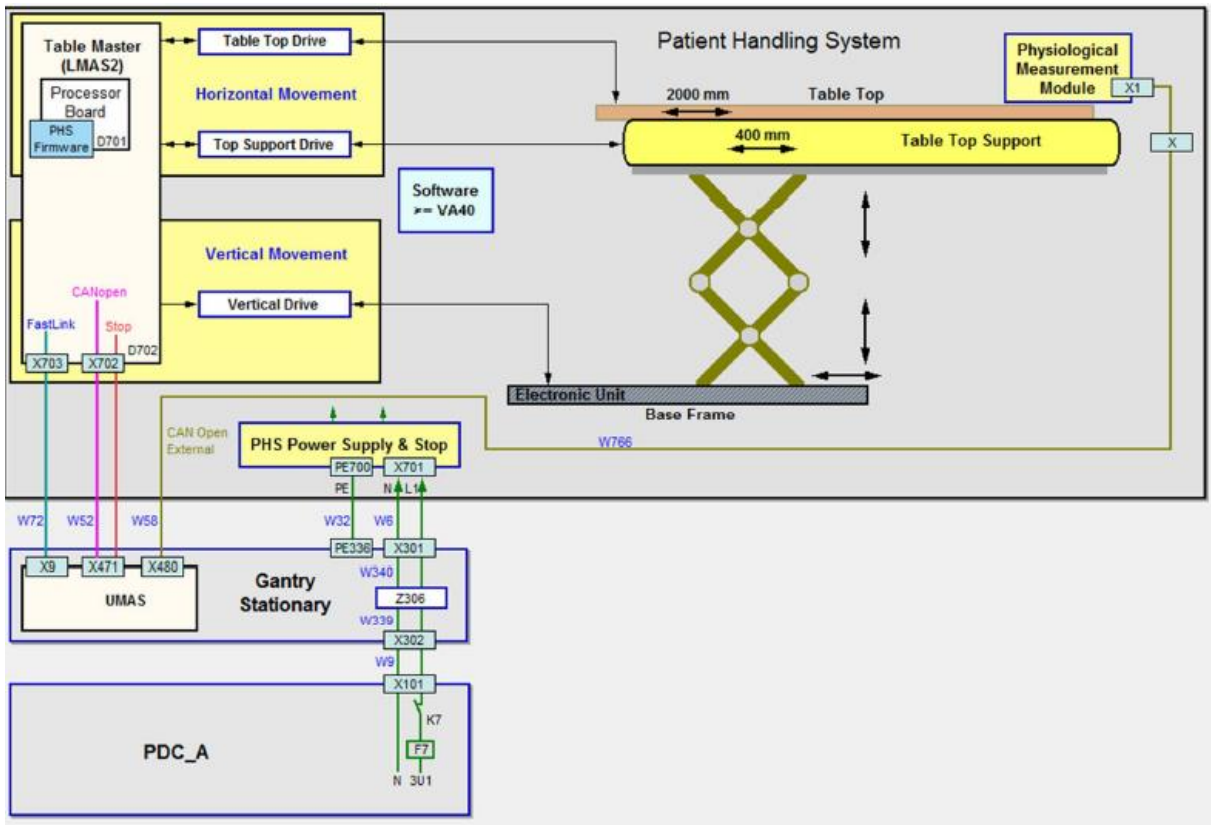 Table Master
(LMAS2)
Processor
Board
PHS
Firmware
D701
Table Top Drive
Horizontal Movement
Top Support Drive
Patient Handling System
Physiological
Measurement
Module
X1
X
2000 mm
Table Top
400 mm
Table Top Support
Software
>= VA40
Vertical Movement
Vertical Drive
CANopen
FastLink
Stop
D702
X703
X702
Electronic Unit
Base Frame
CAN Open
External
W766
PHS Power Supply & Stop
PE700
X701
PE
N
L1
W72
W52
W58
W32
W6
PE336
X301
X9
X471
X480
UMAS
Gantry
Stationary
W340
Z306
W339
X302
W9
X101
K7
F7
PDC_A
N
3U1